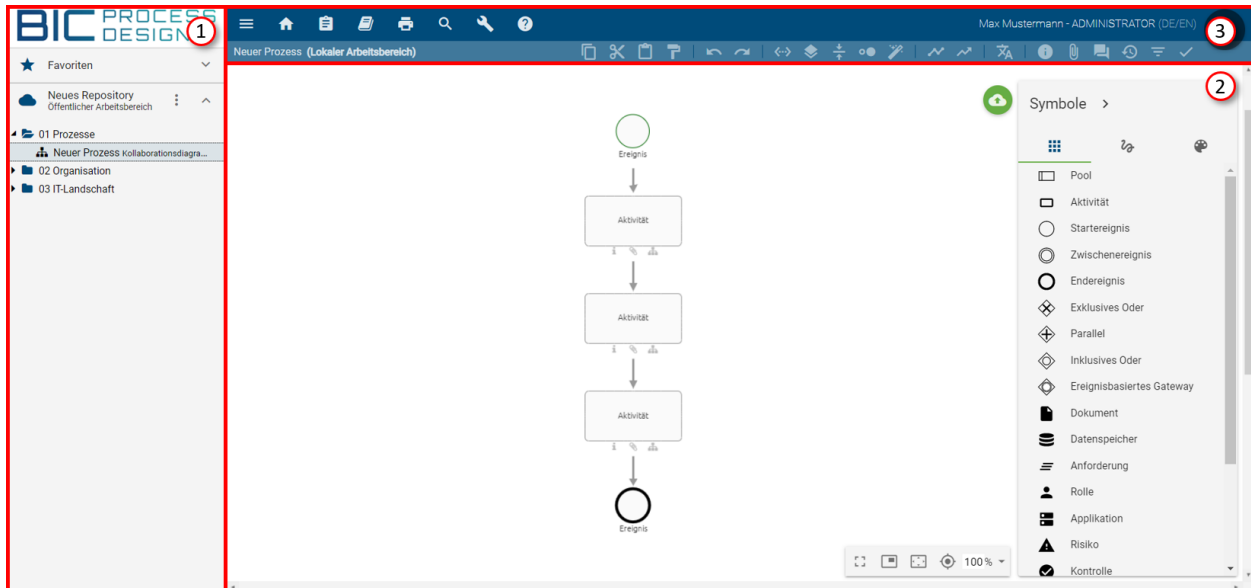 BIC PROCESS
DESIGN
1
Favoriten
Neues Repository
Öffentlicher Arbeitsbereich
01 Prozesse
Neuer Prozess Kollaborationsdiagra...
02 Organisation
03 IT-Landschaft
Max Mustermann - ADMINISTRATOR (DE/EN)
3
Neuer Prozess (Lokaler Arbeitsbereich)
2
Ereignis
Aktivität
Aktivität
Aktivität
Ereignis
100%
Symbole
Pool
Aktivität
Startereignis
Zwischenereignis
Endereignis
Exklusives Oder
Parallel
Inklusives Oder
Ereignisbasiertes Gateway
Dokument
Datenspeicher
Anforderung
Rolle
Applikation
Risiko
Kontrolle